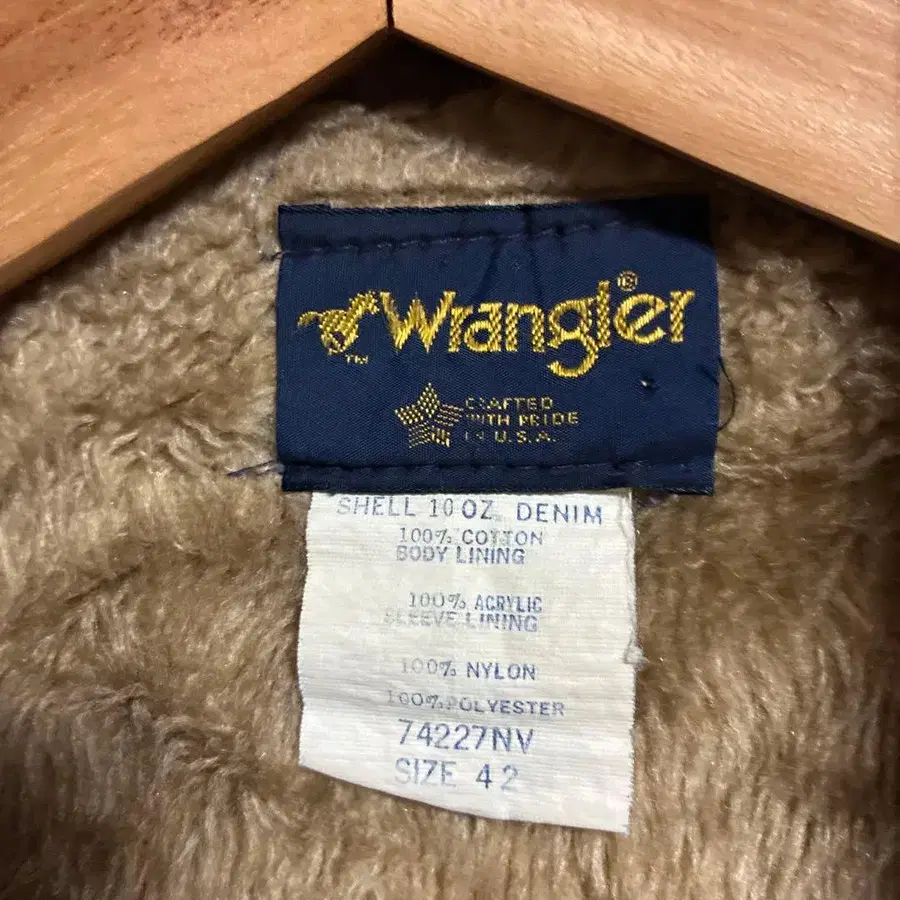 Wrangler®
TM
CRAFTED
WITH PRIDE
IN U.S.A.
SHELL 10 OZ. DENIM
100% COTTON
BODY LINING
100% ACRYLIC
SLEEVE LINING
100% NYLON
100% POLYESTER
74227NV
SIZE 42